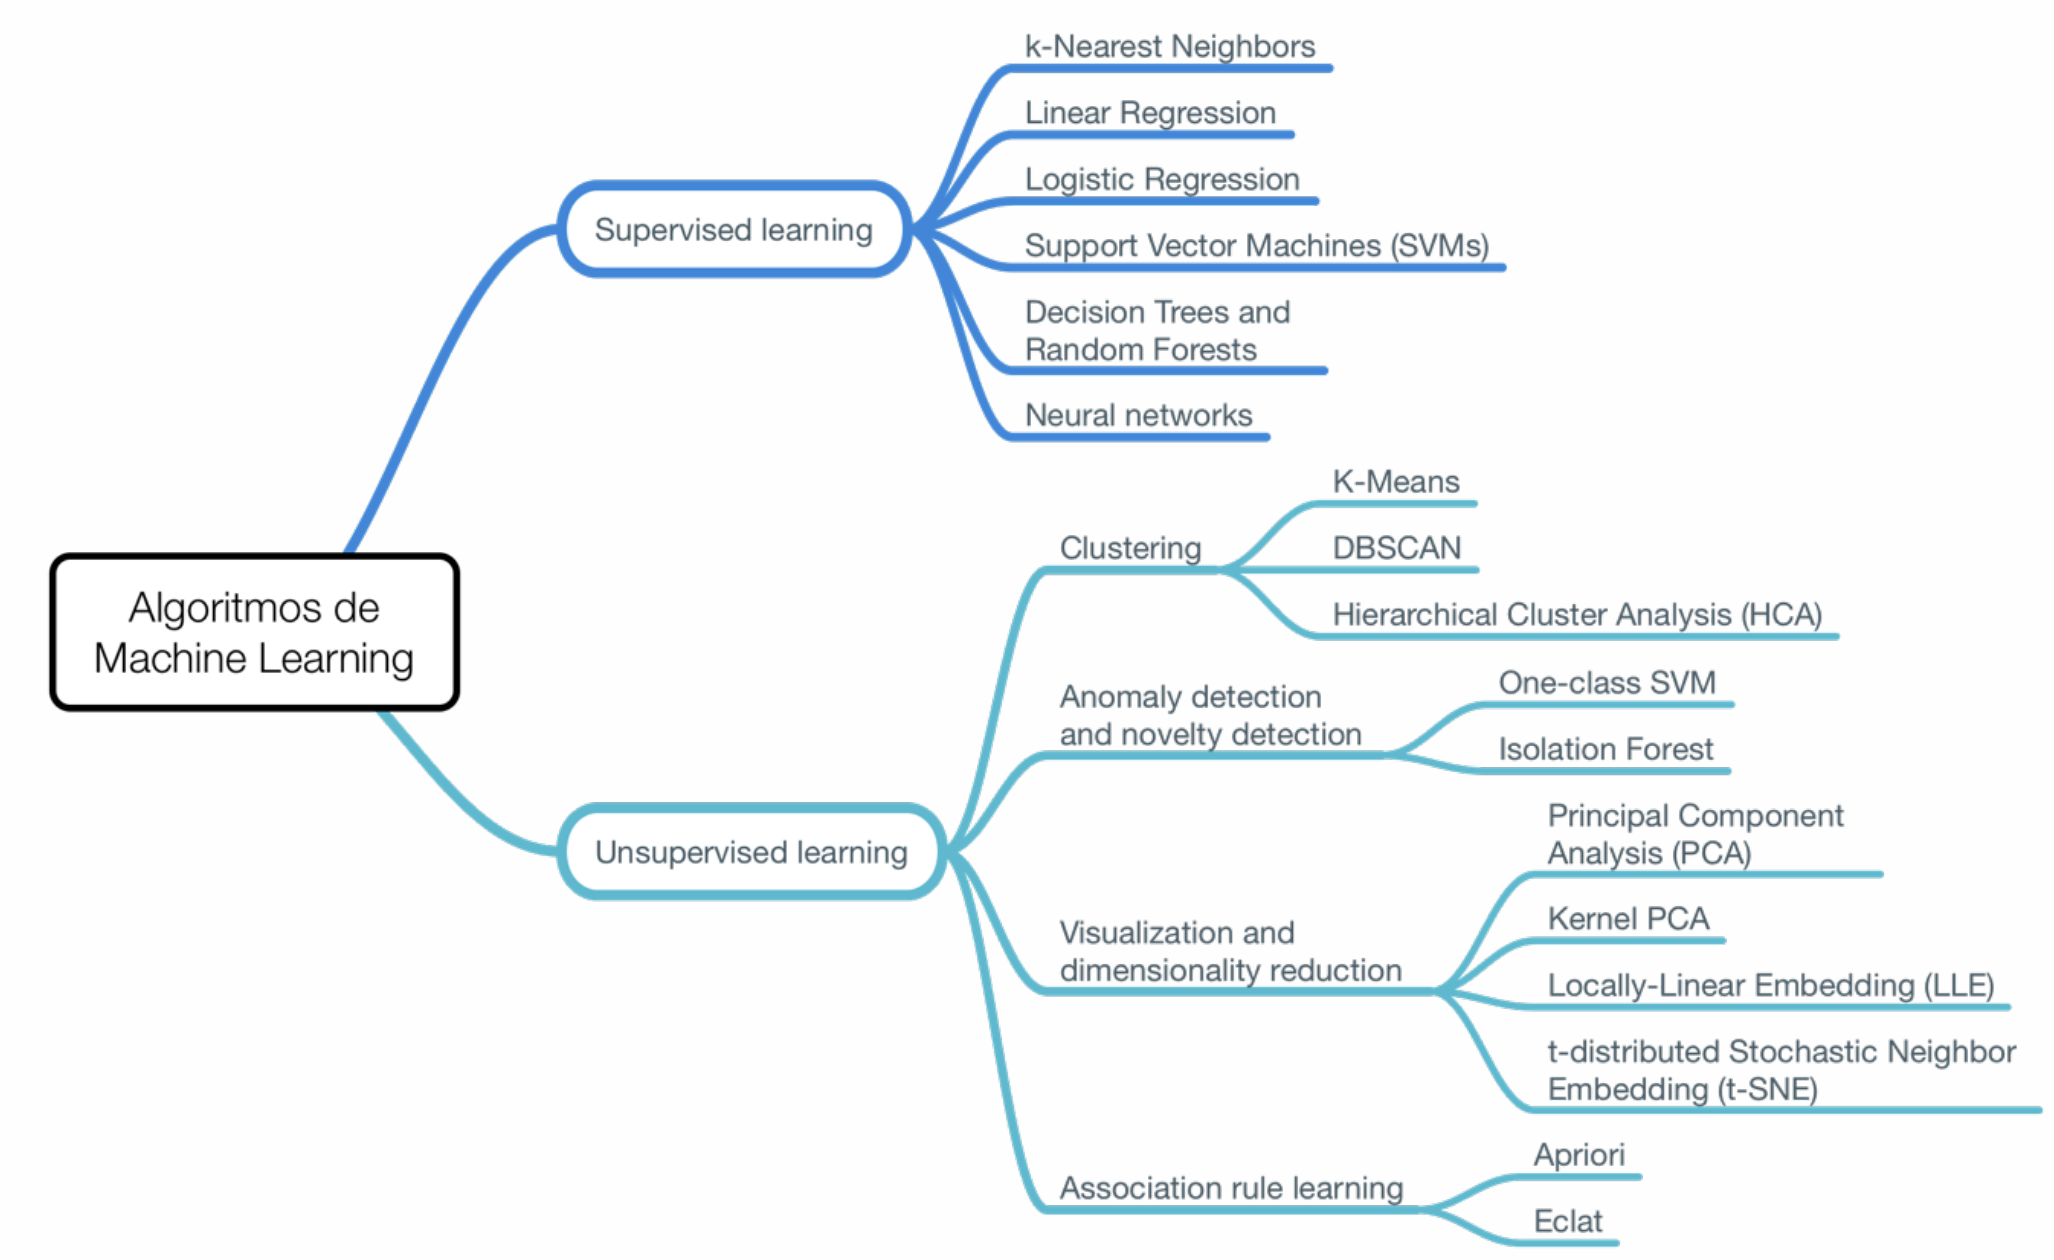 Algoritmos de
Machine Learning
Supervised learning
k-Nearest Neighbors
Linear Regression
Logistic Regression
Support Vector Machines (SVMs)
Decision Trees and
Random Forests
Neural networks
Unsupervised learning
Clustering
K-Means
DBSCAN
Hierarchical Cluster Analysis (HCA)
Anomaly detection
and novelty detection
One-class SVM
Isolation Forest
Visualization and
dimensionality reduction
Principal Component
Analysis (PCA)
Kernel PCA
Locally-Linear Embedding (LLE)
t-distributed Stochastic Neighbor
Embedding (t-SNE)
Association rule learning
Apriori
Eclat